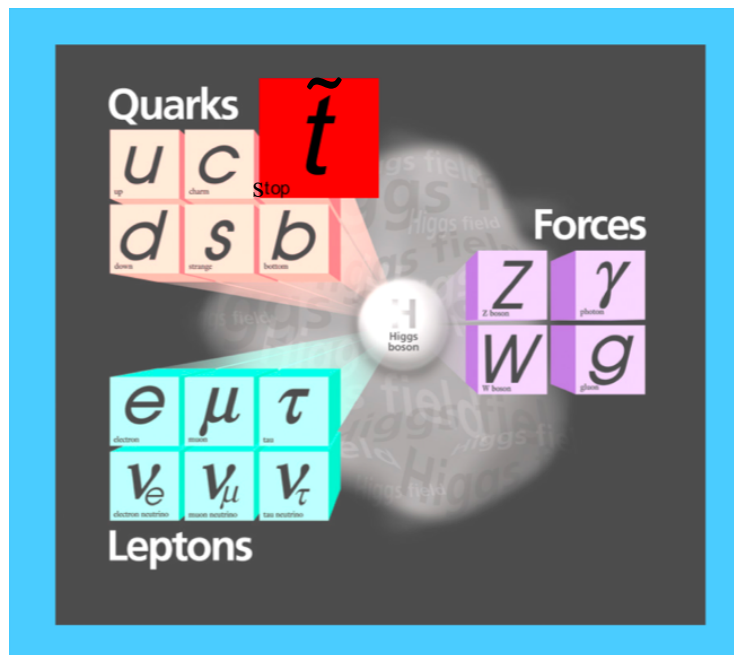 Quarks
t̃
stop
u
up
c
charm
d
down
s
strange
b
bottom
Higgs field
Higgs
boson
Forces
Z
Z boson
γ
photon
W
W boson
g
gluon
e
electron
μ
muon
τ
tau
νe
electron neutrino
νμ
muon neutrino
ντ
tau neutrino
Leptons